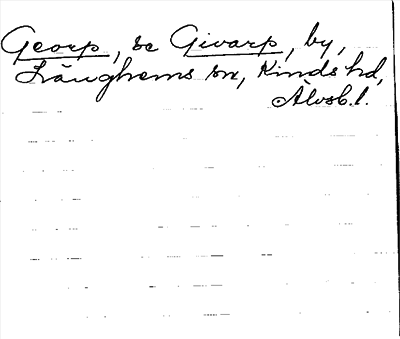 Georp, se Givarp, by,
Länghems sn, Kinds hd,
Älvsb. l.